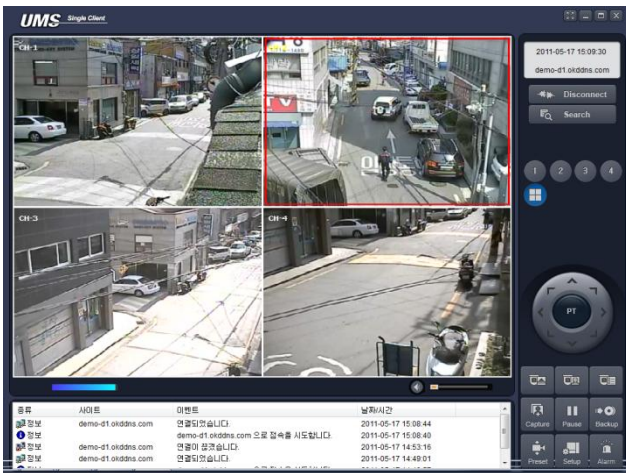 UMS Single Client
2011-05-17 15:09:30
demo-d1.okddns.com
Disconnect
Search
1 2 3 4
CH-1
CH-3
CH-4
PT
Capture Pause Backup
Preset Setup Alarm
종류 사이트 이벤트 날짜/시간
정보 demo-d1.okddns.com 연결되었습니다. 2011-05-17 15:08:44
정보 demo-d1.okddns.com 으로 접속을 시도합니다. 2011-05-17 15:08:40
정보 demo-d1.okddns.com 연결이 끊겼습니다. 2011-05-17 14:53:16
정보 demo-d1.okddns.com 연결되었습니다. 2011-05-17 14:49:01